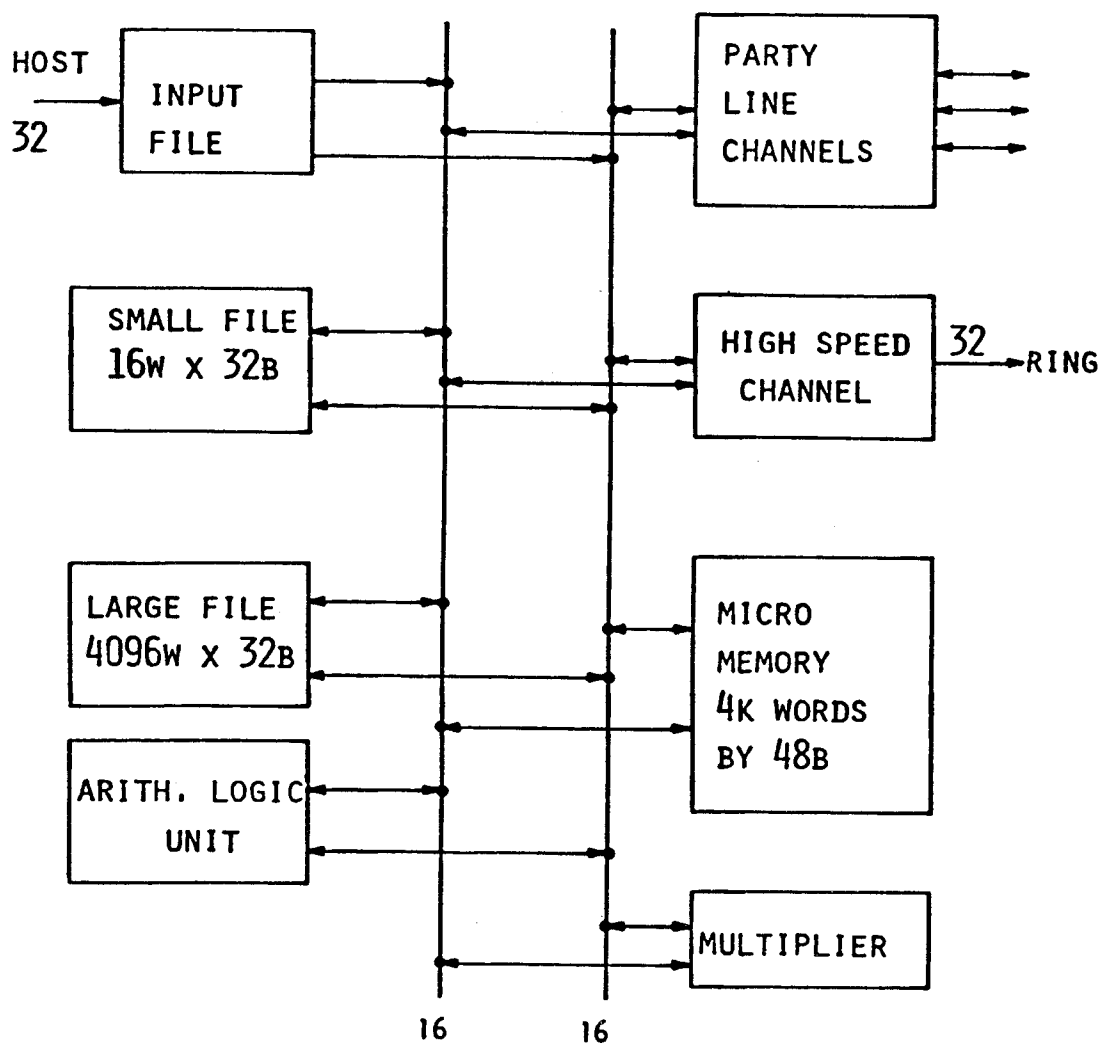 HOST
32
INPUT
FILE
PARTY
LINE
CHANNELS
SMALL FILE
16W X 32B
HIGH SPEED
CHANNEL
32
RING
LARGE FILE
4096W X 32B
MICRO
MEMORY
4K WORDS
BY 48B
ARITH. LOGIC
UNIT
MULTIPLIER
16
16